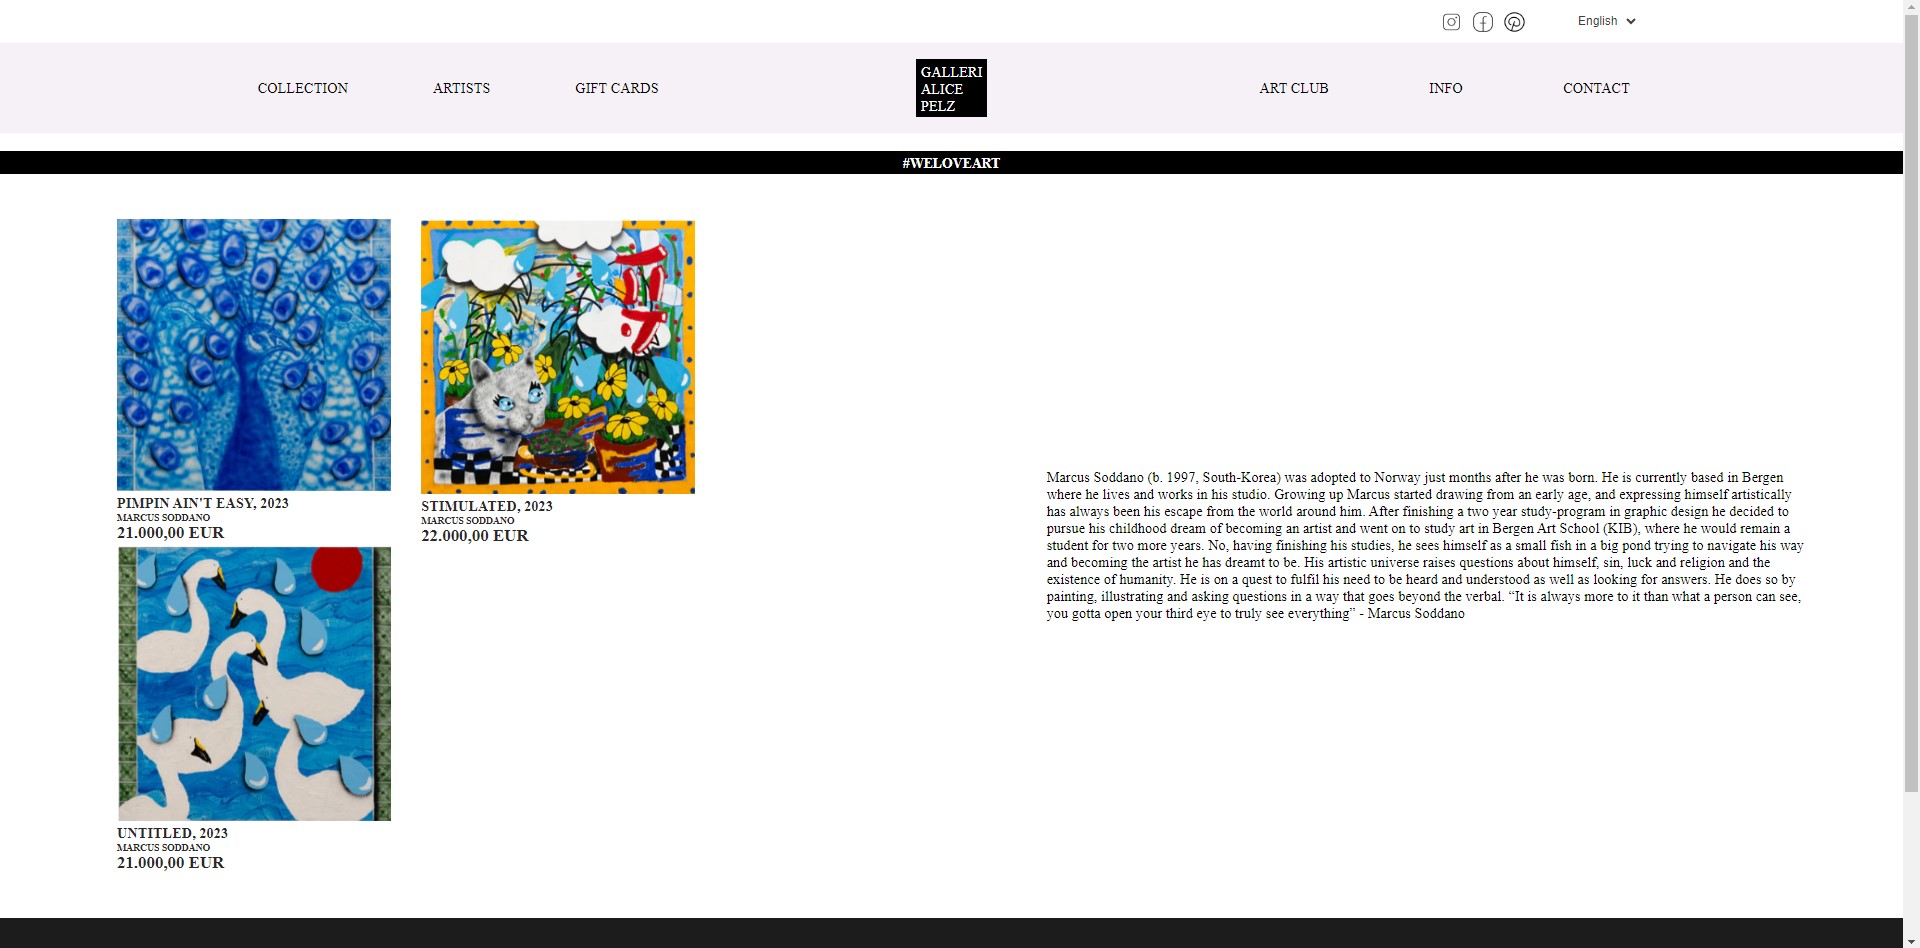 English
COLLECTION
ARTISTS
GIFT CARDS
GALLERI
ALICE
PELZ
ART CLUB
INFO
CONTACT
#WELOVEART
PIMPIN AIN'T EASY, 2023
MARCUS SODDANO
21.000,00 EUR
STIMULATED, 2023
MARCUS SODDANO
22.000,00 EUR
UNTITLED, 2023
MARCUS SODDANO
21.000,00 EUR
Marcus Soddano (b. 1997, South-Korea) was adopted to Norway just months after he was born. He is currently based in Bergen
where he lives and works in his studio. Growing up Marcus started drawing from an early age, and expressing himself artistically
has always been his escape from the world around him. After finishing a two year study-program in graphic design he decided to
pursue his childhood dream of becoming an artist and went on to study art in Bergen Art School (KIB), where he would remain a
student for two more years. No, having finishing his studies, he sees himself as a small fish in a big pond trying to navigate his way
and becoming the artist he has dreamt to be. His artistic universe raises questions about himself, sin, luck and religion and the
existence of humanity. He is on a quest to fulfil his need to be heard and understood as well as looking for answers. He does so by
painting, illustrating and asking questions in a way that goes beyond the verbal. “It is always more to it than what a person can see,
you gotta open your third eye to truly see everything” - Marcus Soddano